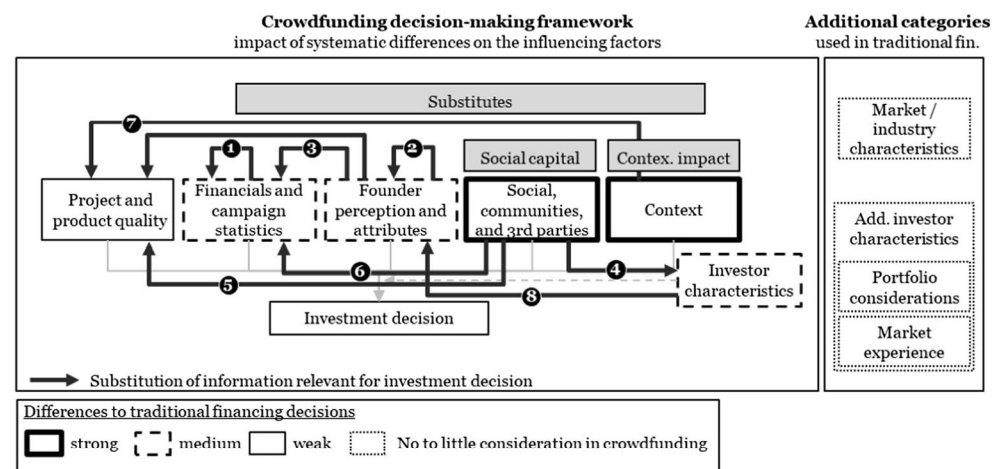 Crowdfunding decision-making framework
impact of systematic differences on the influencing factors
Additional categories
used in traditional fin.
Substitutes
7
1
3
2
Social capital
Contex. impact
Project and
product quality
Financials and
campaign
statistics
Founder
perception and
attributes
Social,
communities,
and 3rd parties
Context
6
4
5
8
Investor
characteristics
Investment decision
Substitution of information relevant for investment decision
Market /
industry
characteristics
Add. investor
characteristics
Portfolio
considerations
Market
experience
Differences to traditional financing decisions
strong
medium
weak
No to little consideration in crowdfunding